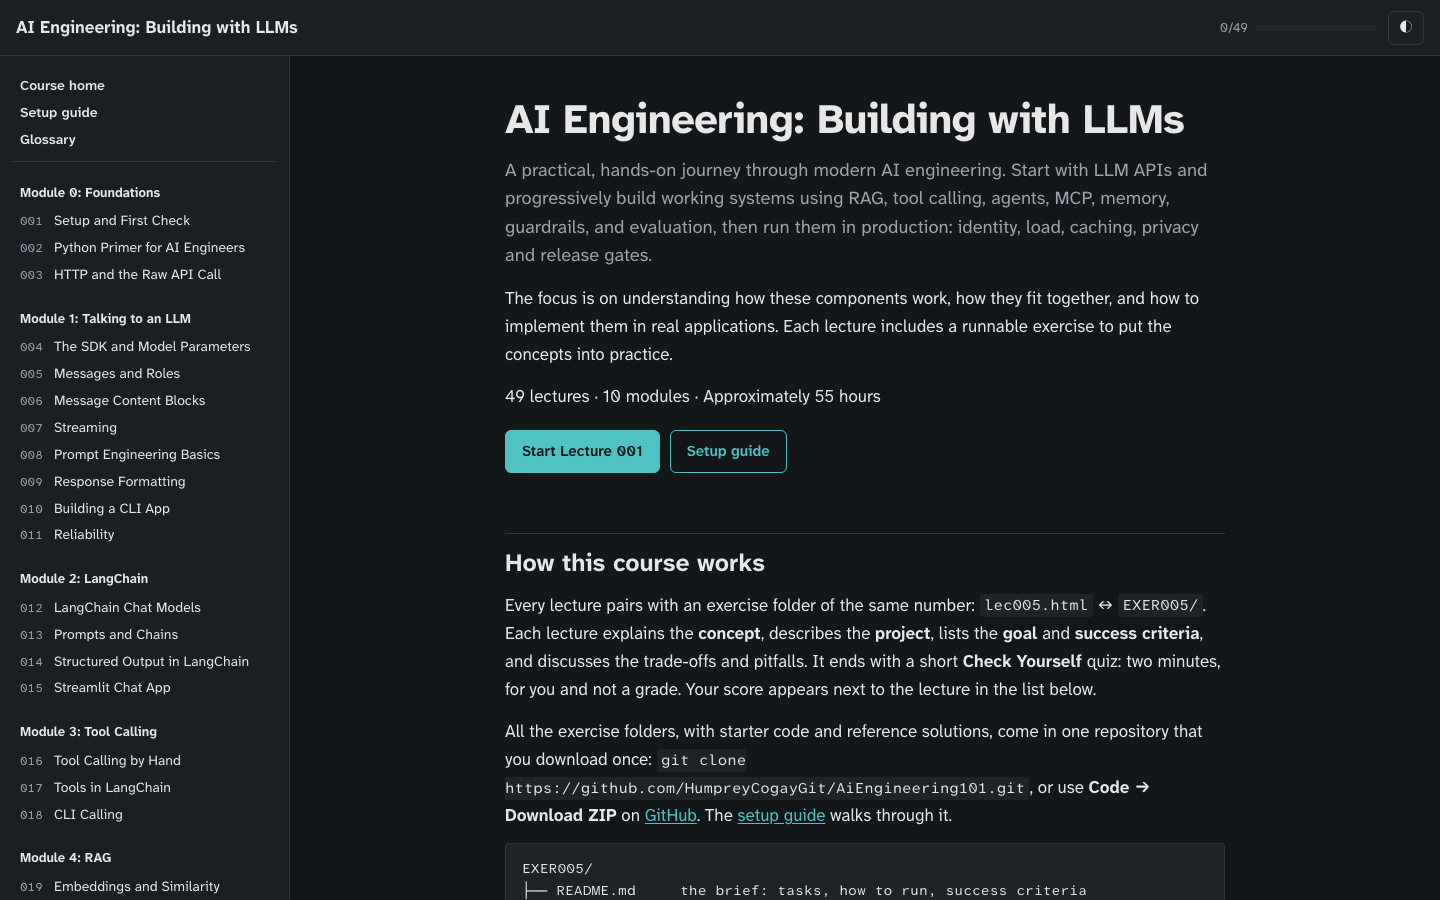 AI Engineering: Building with LLMs
0/49
Course home
Setup guide
Glossary
Module 0: Foundations
001 Setup and First Check
002 Python Primer for AI Engineers
003 HTTP and the Raw API Call
Module 1: Talking to an LLM
004 The SDK and Model Parameters
005 Messages and Roles
006 Message Content Blocks
007 Streaming
008 Prompt Engineering Basics
009 Response Formatting
010 Building a CLI App
011 Reliability
Module 2: LangChain
012 LangChain Chat Models
013 Prompts and Chains
014 Structured Output in LangChain
015 Streamlit Chat App
Module 3: Tool Calling
016 Tool Calling by Hand
017 Tools in LangChain
018 CLI Calling
Module 4: RAG
019 Embeddings and Similarity
AI Engineering: Building with LLMs
A practical, hands-on journey through modern AI engineering. Start with LLM APIs and
progressively build working systems using RAG, tool calling, agents, MCP, memory,
guardrails, and evaluation, then run them in production: identity, load, caching, privacy
and release gates.
The focus is on understanding how these components work, how they fit together, and how to
implement them in real applications. Each lecture includes a runnable exercise to put the
concepts into practice.
49 lectures · 10 modules · Approximately 55 hours
Start Lecture 001
Setup guide
How this course works
Every lecture pairs with an exercise folder of the same number: lec005.html ↔ EXER005/.
Each lecture explains the concept, describes the project, lists the goal and success criteria,
and discusses the trade-offs and pitfalls. It ends with a short Check Yourself quiz: two minutes,
for you and not a grade. Your score appears next to the lecture in the list below.
All the exercise folders, with starter code and reference solutions, come in one repository that
you download once: git clone
https://github.com/HumpreyCogayGit/AiEngineering101.git, or use Code →
Download ZIP on GitHub. The setup guide walks through it.
EXER005/
├── README.md the brief: tasks, how to run, success criteria